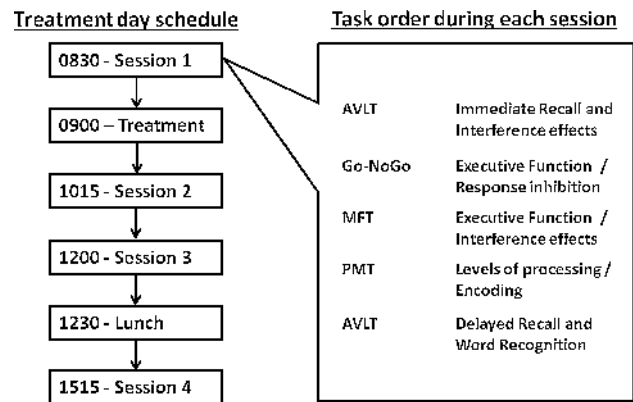 Treatment day schedule
0830 - Session 1
0900 – Treatment
1015 - Session 2
1200 - Session 3
1230 - Lunch
1515 - Session 4
Task order during each session
AVLT Immediate Recall and
Interference effects
Go-NoGo Executive Function /
Response inhibition
MFT Executive Function /
Interference effects
PMT Levels of processing /
Encoding
AVLT Delayed Recall and
Word Recognition